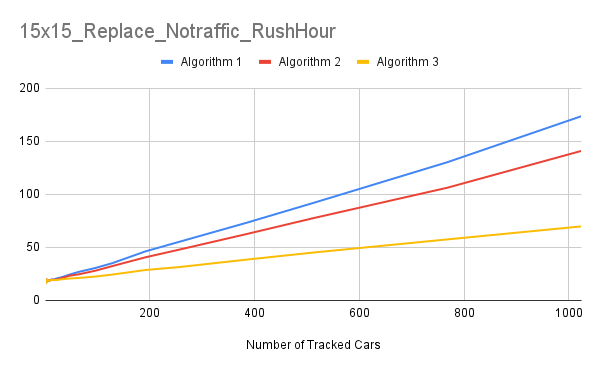 15x15_Replace_Notraffic_RushHour
Algorithm 1 Algorithm 2 Algorithm 3
200
150
100
50
0
200 400 600 800 1000
Number of Tracked Cars